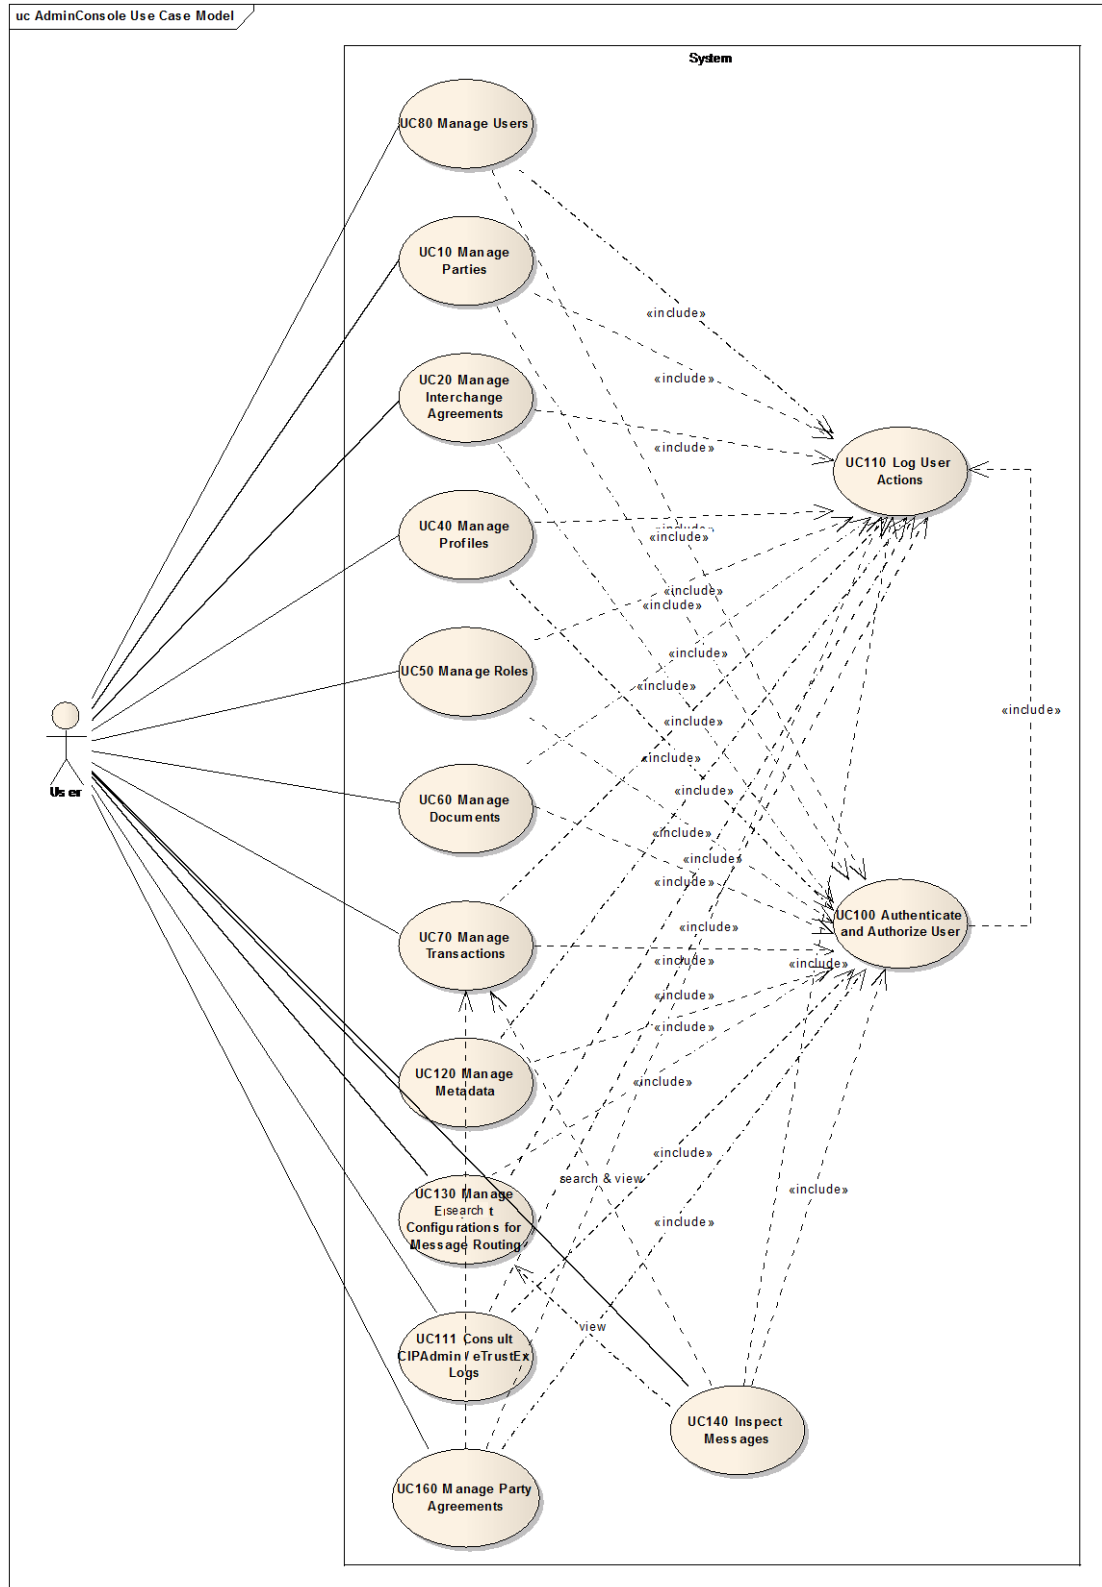 uc AdminConsole Use Case Model
System
UC80 Manage Users
UC10 Manage
Parties
«include»
«include»
UC20 Manage
Interchange
Agreements
«include»
UC110 Log User
Actions
UC40 Manage
Profiles
«include»
«include»
«include»
«include»
UC50 Manage Roles
«include»
«include»
User
«include»
«include»
«include»
«include»
UC60 Manage
Documents
«include»
«include»
«include»
UC100 Authenticate
and Authorize User
UC70 Manage
Transactions
«include»
«include»
«include»
«include»
UC120 Manage
Metadata
«include»
search & view
«include»
UC130 Manage
search
Configurations for
Message Routing
«include»
«include»
view
UC111 Consult
CIPAdmin / eTrustEx
Logs
UC140 Inspect
Messages
UC160 Manage Party
Agreements